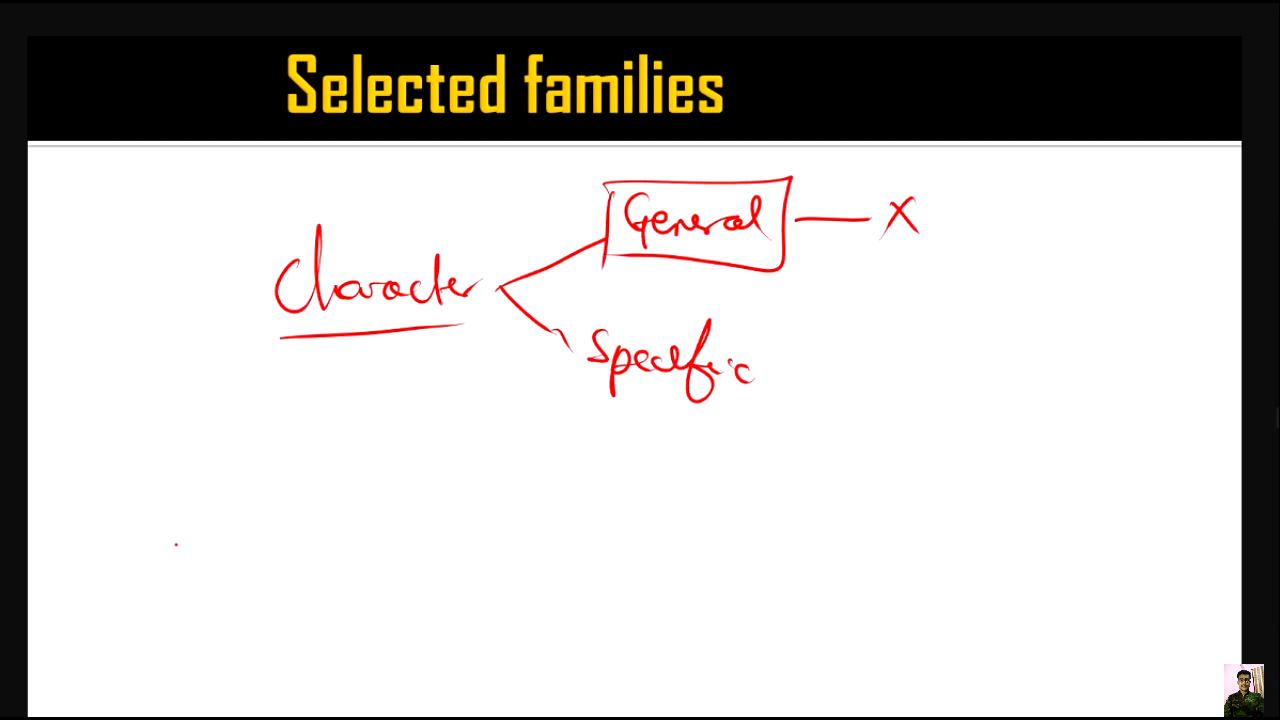 Selected families
General — X
Character
Specific